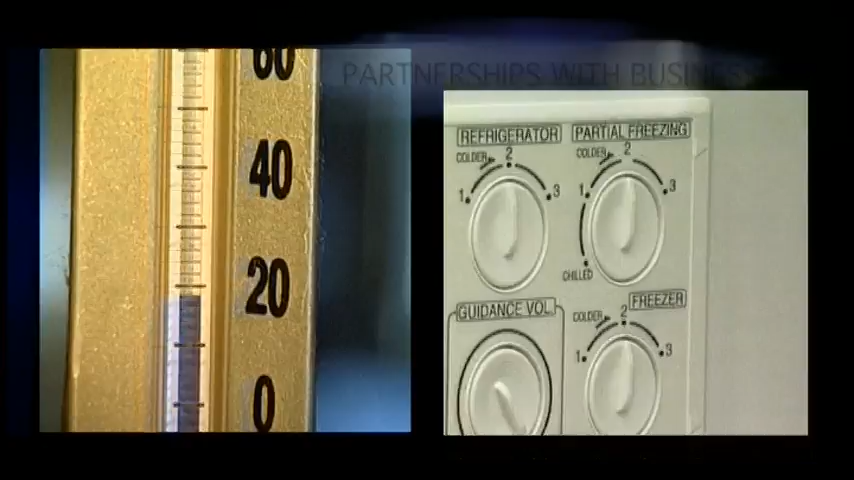 PARTNERSHIPS WITH BUSINESS
60
40
20
0
REFRIGERATOR
COLDER
1 2 3
PARTIAL FREEZING
COLDER
1 2 3
CHILLED
GUIDANCE VOL.
FREEZER
COLDER
1 2 3